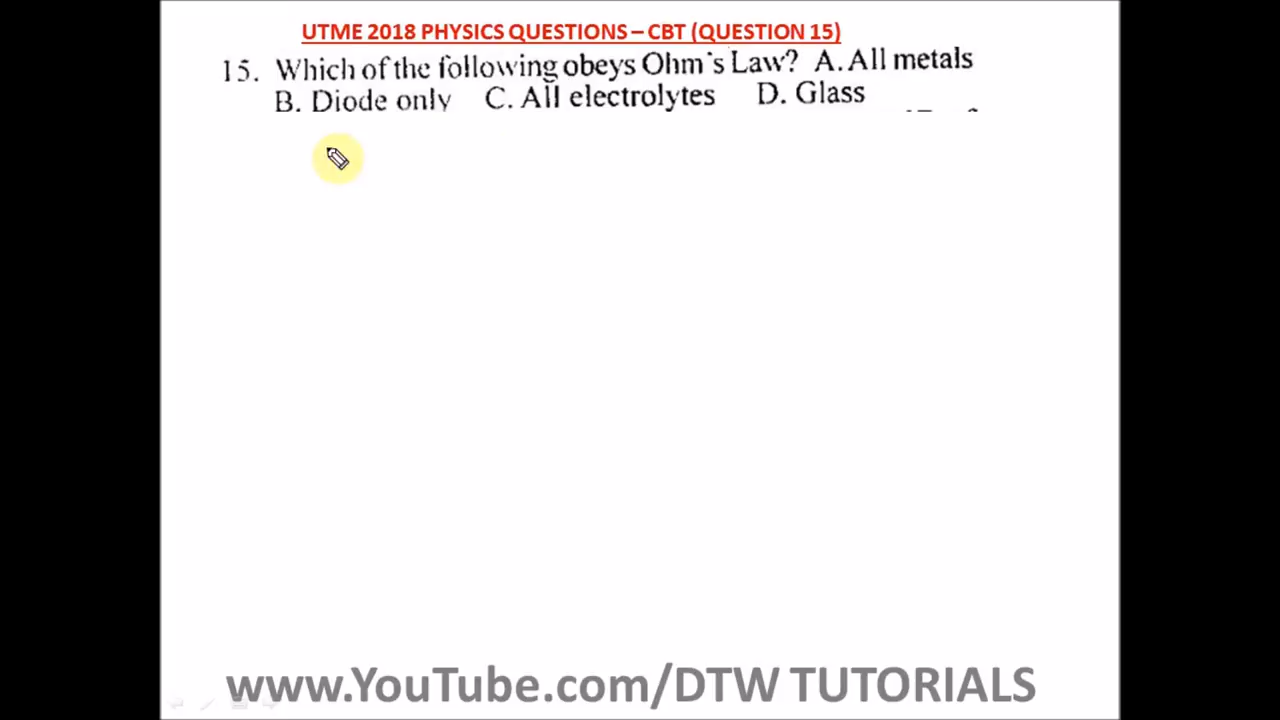 UTME 2018 PHYSICS QUESTIONS – CBT (QUESTION 15)
15. Which of the following obeys Ohm's Law? A. All metals
B. Diode only C. All electrolytes D. Glass
www.YouTube.com/DTW TUTORIALS